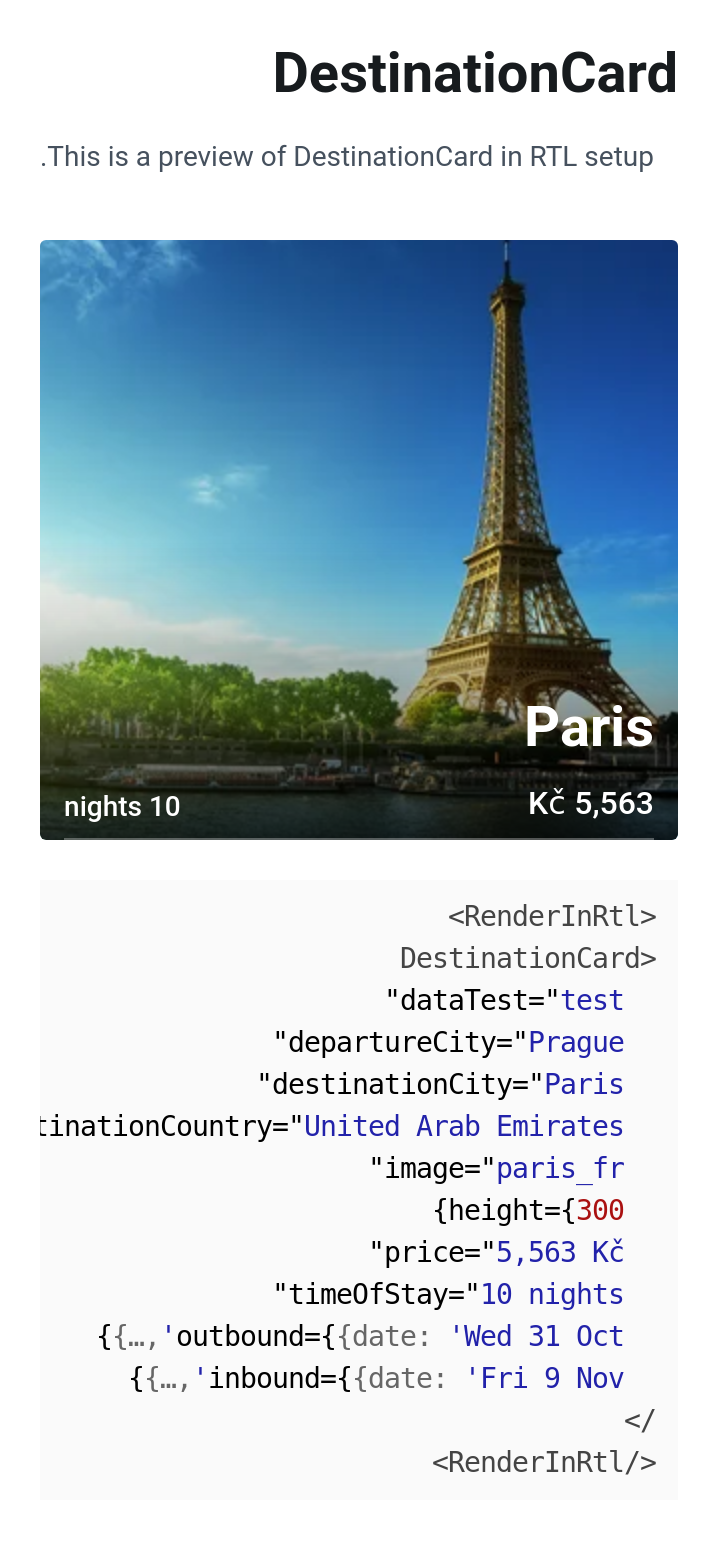 DestinationCard
.This is a preview of DestinationCard in RTL setup
Paris
nights 10
Kč 5,563
<RenderInRtl>
DestinationCard>
"dataTest="test
"departureCity="Prague
"destinationCity="Paris
tinationCountry="United Arab Emirates
"image="paris_fr
{height={300
"price="5,563 Kč
"timeOfStay="10 nights
{{…,'outbound={{date: 'Wed 31 Oct
{{…,'inbound={{date: 'Fri 9 Nov
</
<RenderInRtl/>